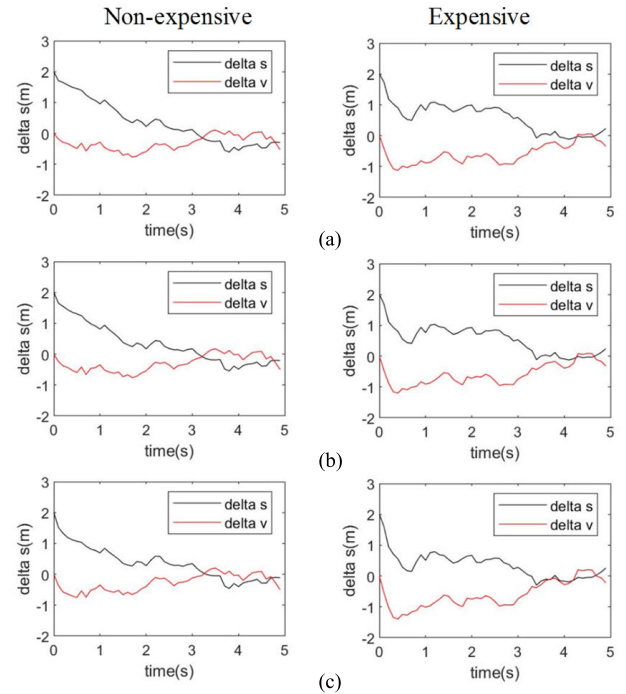 Non-expensive Expensive
3 3
delta s delta s
2 delta v 2 delta v
1 1
delta s(m) delta s(m)
0 0
-1 -1
-2 -2
0 1 2 3 4 5 0 1 2 3 4 5
time(s) time(s)
(a)
3 3
delta s delta s
2 delta v 2 delta v
1 1
delta s(m) delta s(m)
0 0
-1 -1
-2 -2
0 1 2 3 4 5 0 1 2 3 4 5
time(s) time(s)
(b)
3 3
delta s delta s
2 delta v 2 delta v
1 1
delta s(m) delta s(m)
0 0
-1 -1
-2 -2
0 1 2 3 4 5 0 1 2 3 4 5
time(s) time(s)
(c)